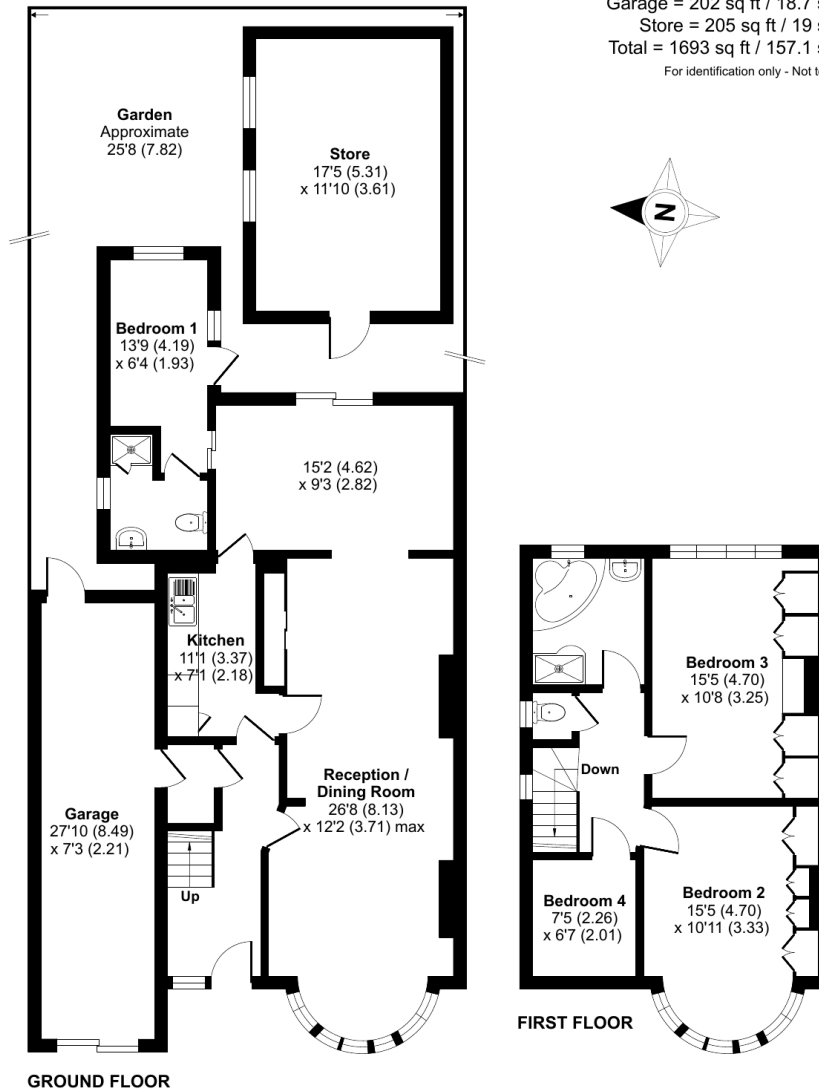 Garage = 202 sq ft / 18.7 s
Store = 205 sq ft / 19 s
Total = 1693 sq ft / 157.1 s
For identification only - Not t
Garden
Approximate
25'8 (7.82)
Store
17'5 (5.31)
x 11'10 (3.61)
N
Bedroom 1
13'9 (4.19)
x 6'4 (1.93)
15'2 (4.62)
x 9'3 (2.82)
Kitchen
11'1 (3.37)
x 7'1 (2.18)
Reception /
Dining Room
26'8 (8.13)
x 12'2 (3.71) max
Garage
27'10 (8.49)
x 7'3 (2.21)
Up
GROUND FLOOR
Bedroom 3
15'5 (4.70)
x 10'8 (3.25)
Down
Bedroom 4
7'5 (2.26)
x 6'7 (2.01)
Bedroom 2
15'5 (4.70)
x 10'11 (3.33)
FIRST FLOOR